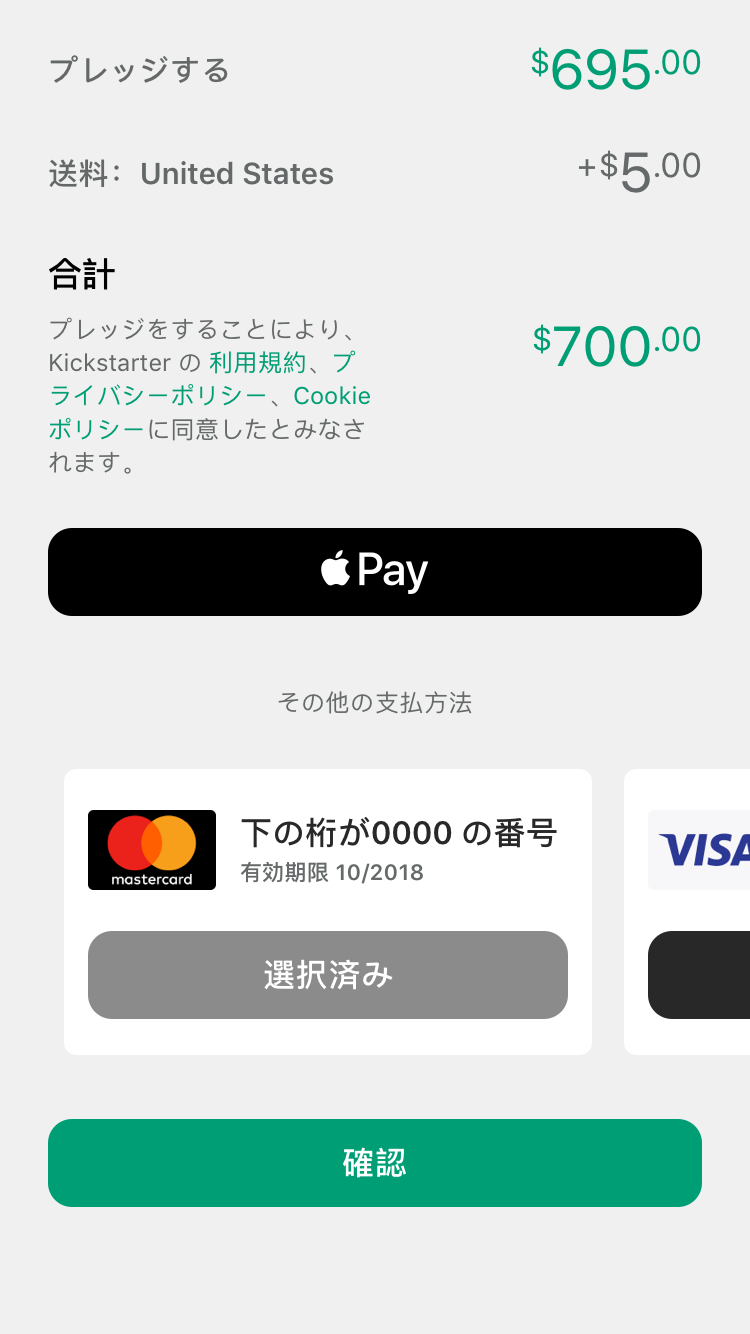 プレッジする $695.00
送料： United States +$5.00
合計
プレッジをすることにより、
Kickstarter の 利用規約、プ
ライバシーポリシー、Cookie
ポリシーに同意したとみなさ
れます。
$700.00
Pay
その他の支払方法
mastercard
下の桁が0000 の番号
有効期限 10/2018
選択済み
VISA
確認